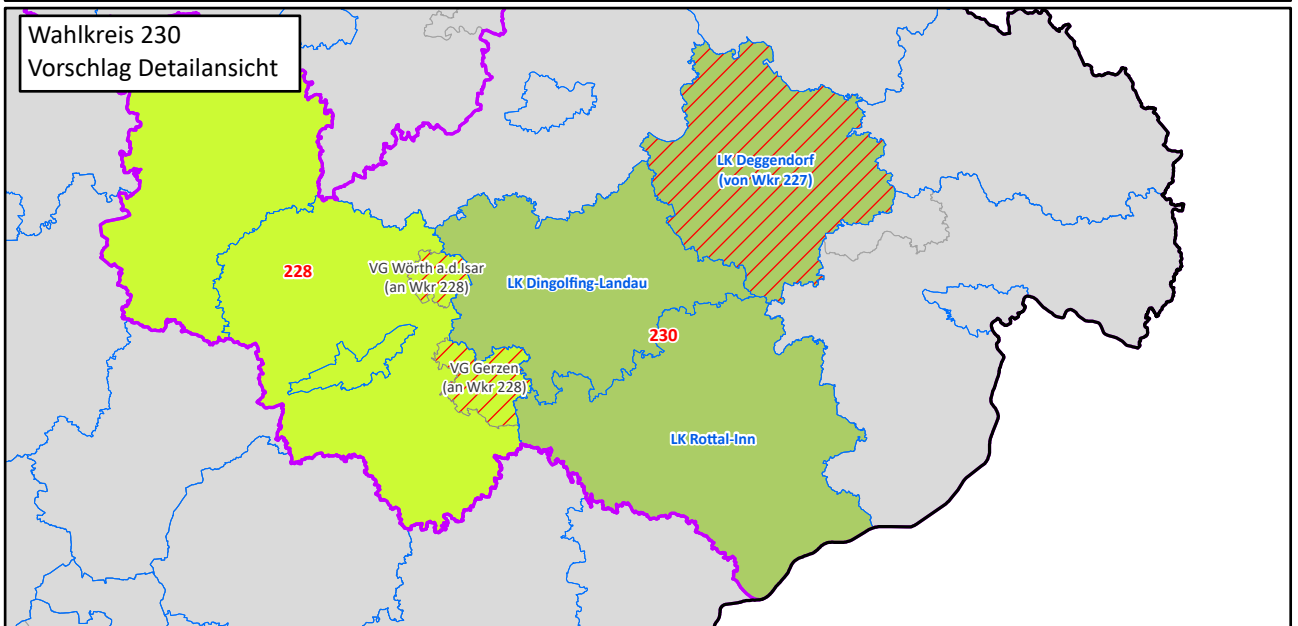 Wahlkreis 230
Vorschlag Detailansicht
LK Deggendorf
(von Wkr 227)
228
VG Wörth a.d.Isar
(an Wkr 228)
LK Dingolfing-Landau
230
VG Gerzen
(an Wkr 228)
LK Rottal-Inn